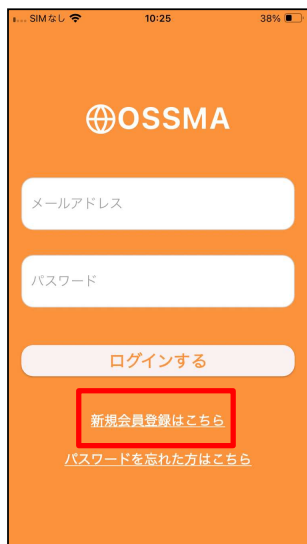 SIMなし 10:25 38%
OSSMA
メールアドレス
パスワード
ログインする
新規会員登録はこちら
パスワードを忘れた方はこちら